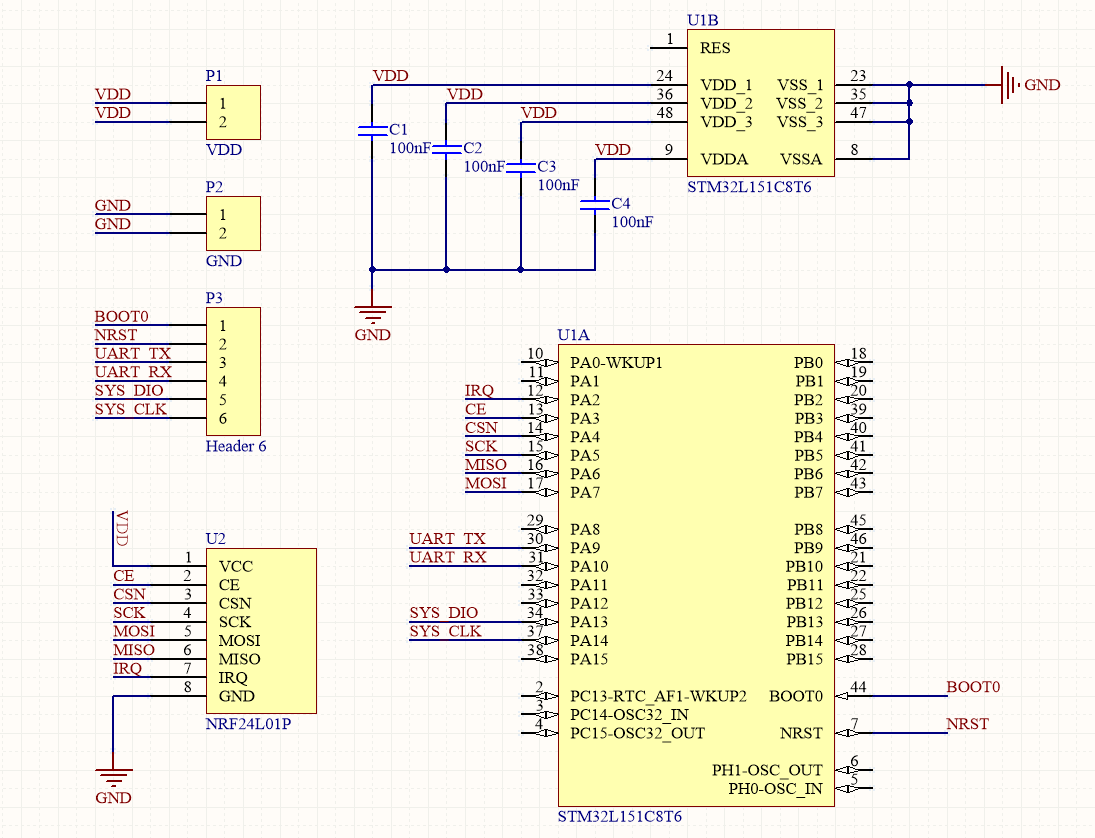 P1
VDD 1
VDD 2
VDD
P2
GND 1
GND 2
GND
P3
BOOT0 1
NRST 2
UART_TX 3
UART_RX 4
SYS_DIO 5
SYS_CLK 6
Header 6
VDD
U2
1 VCC
CE 2 CE
CSN 3 CSN
SCK 4 SCK
MOSI 5 MOSI
MISO 6 MISO
IRQ 7 IRQ
8 GND
NRF24L01P
GND
U1B
1 RES
VDD 24 VDD_1 VSS_1 23 GND
VDD 36 VDD_2 VSS_2 35
VDD 48 VDD_3 VSS_3 47
VDD 9 VDDA VSSA 8
STM32L151C8T6
C1
100nF
C2
100nF
C3
100nF
C4
100nF
GND
U1A
10 PA0-WKUP1 PB0 18
11 PA1 PB1 19
IRQ 12 PA2 PB2 20
CE 13 PA3 PB3 39
CSN 14 PA4 PB4 40
SCK 15 PA5 PB5 41
MISO 16 PA6 PB6 42
MOSI 17 PA7 PB7 43
29 PA8 PB8 45
UART_TX 30 PA9 PB9 46
UART_RX 31 PA10 PB10 21
32 PA11 PB11 22
33 PA12 PB12 25
SYS_DIO 34 PA13 PB13 26
SYS_CLK 37 PA14 PB14 27
38 PA15 PB15 28
2 PC13-RTC_AF1-WKUP2 BOOT0 44 BOOT0
3 PC14-OSC32_IN
4 PC15-OSC32_OUT NRST 7 NRST
PH1-OSC_OUT 6
PH0-OSC_IN 5
STM32L151C8T6